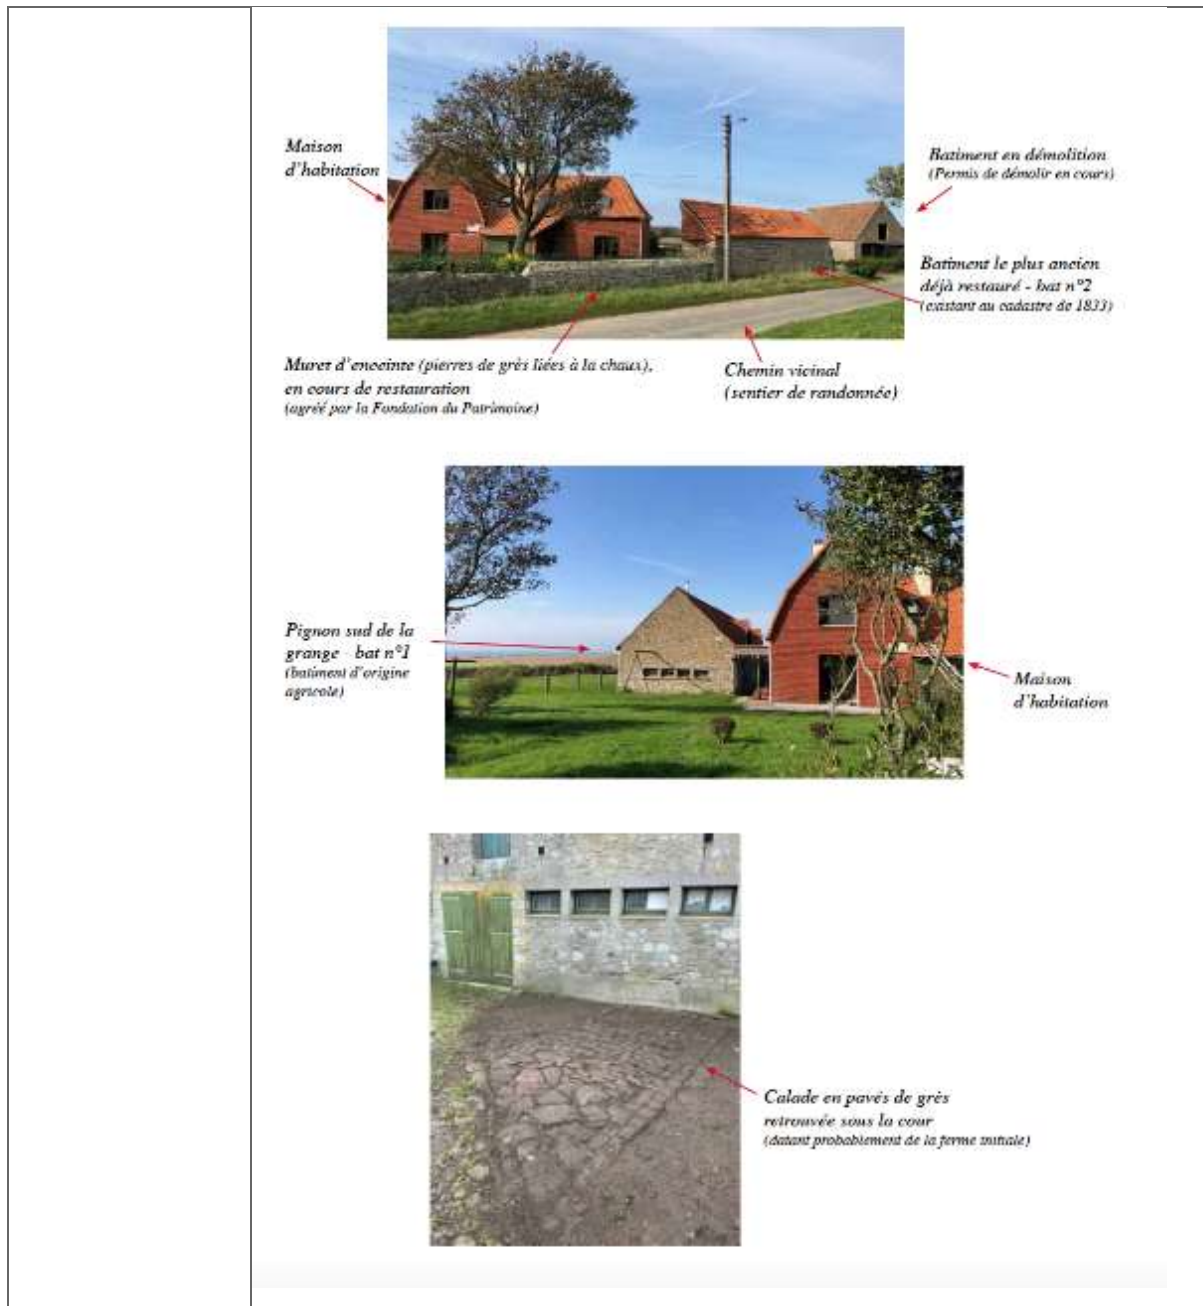 Maison
d'habitation
Batiment en démolition
(Permis de démolir en cours)
Batiment le plus ancien
déjà restauré - bat n°2
(existant au cadastre de 1833)
Muret d'enceinte (pierres de grès liées à la chaux),
en cours de restauration
(agréé par la Fondation du Patrimoine)
Chemin vicinal
(sentier de randonnée)
Pignon sud de la
grange - bat n°1
(batiment d'origine
agricole)
Maison
d'habitation
Calade en pavés de grès
retrouvée sous la cour
(datant probablement de la ferme initiale)